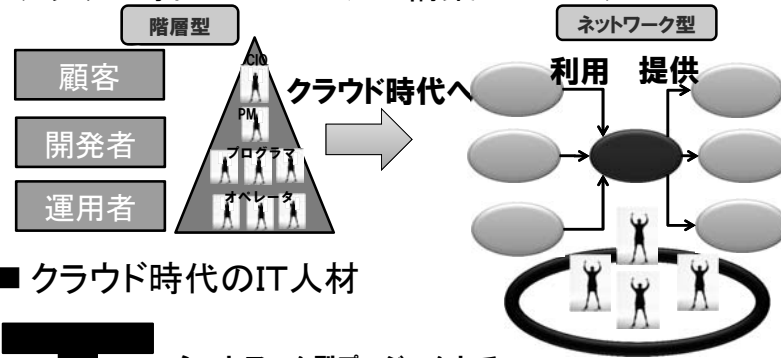 階層型
ネットワーク型
顧客
開発者
運用者
CIO
PM
プログラマ
オペレータ
クラウド時代へ
利用 提供
■ クラウド時代のIT人材